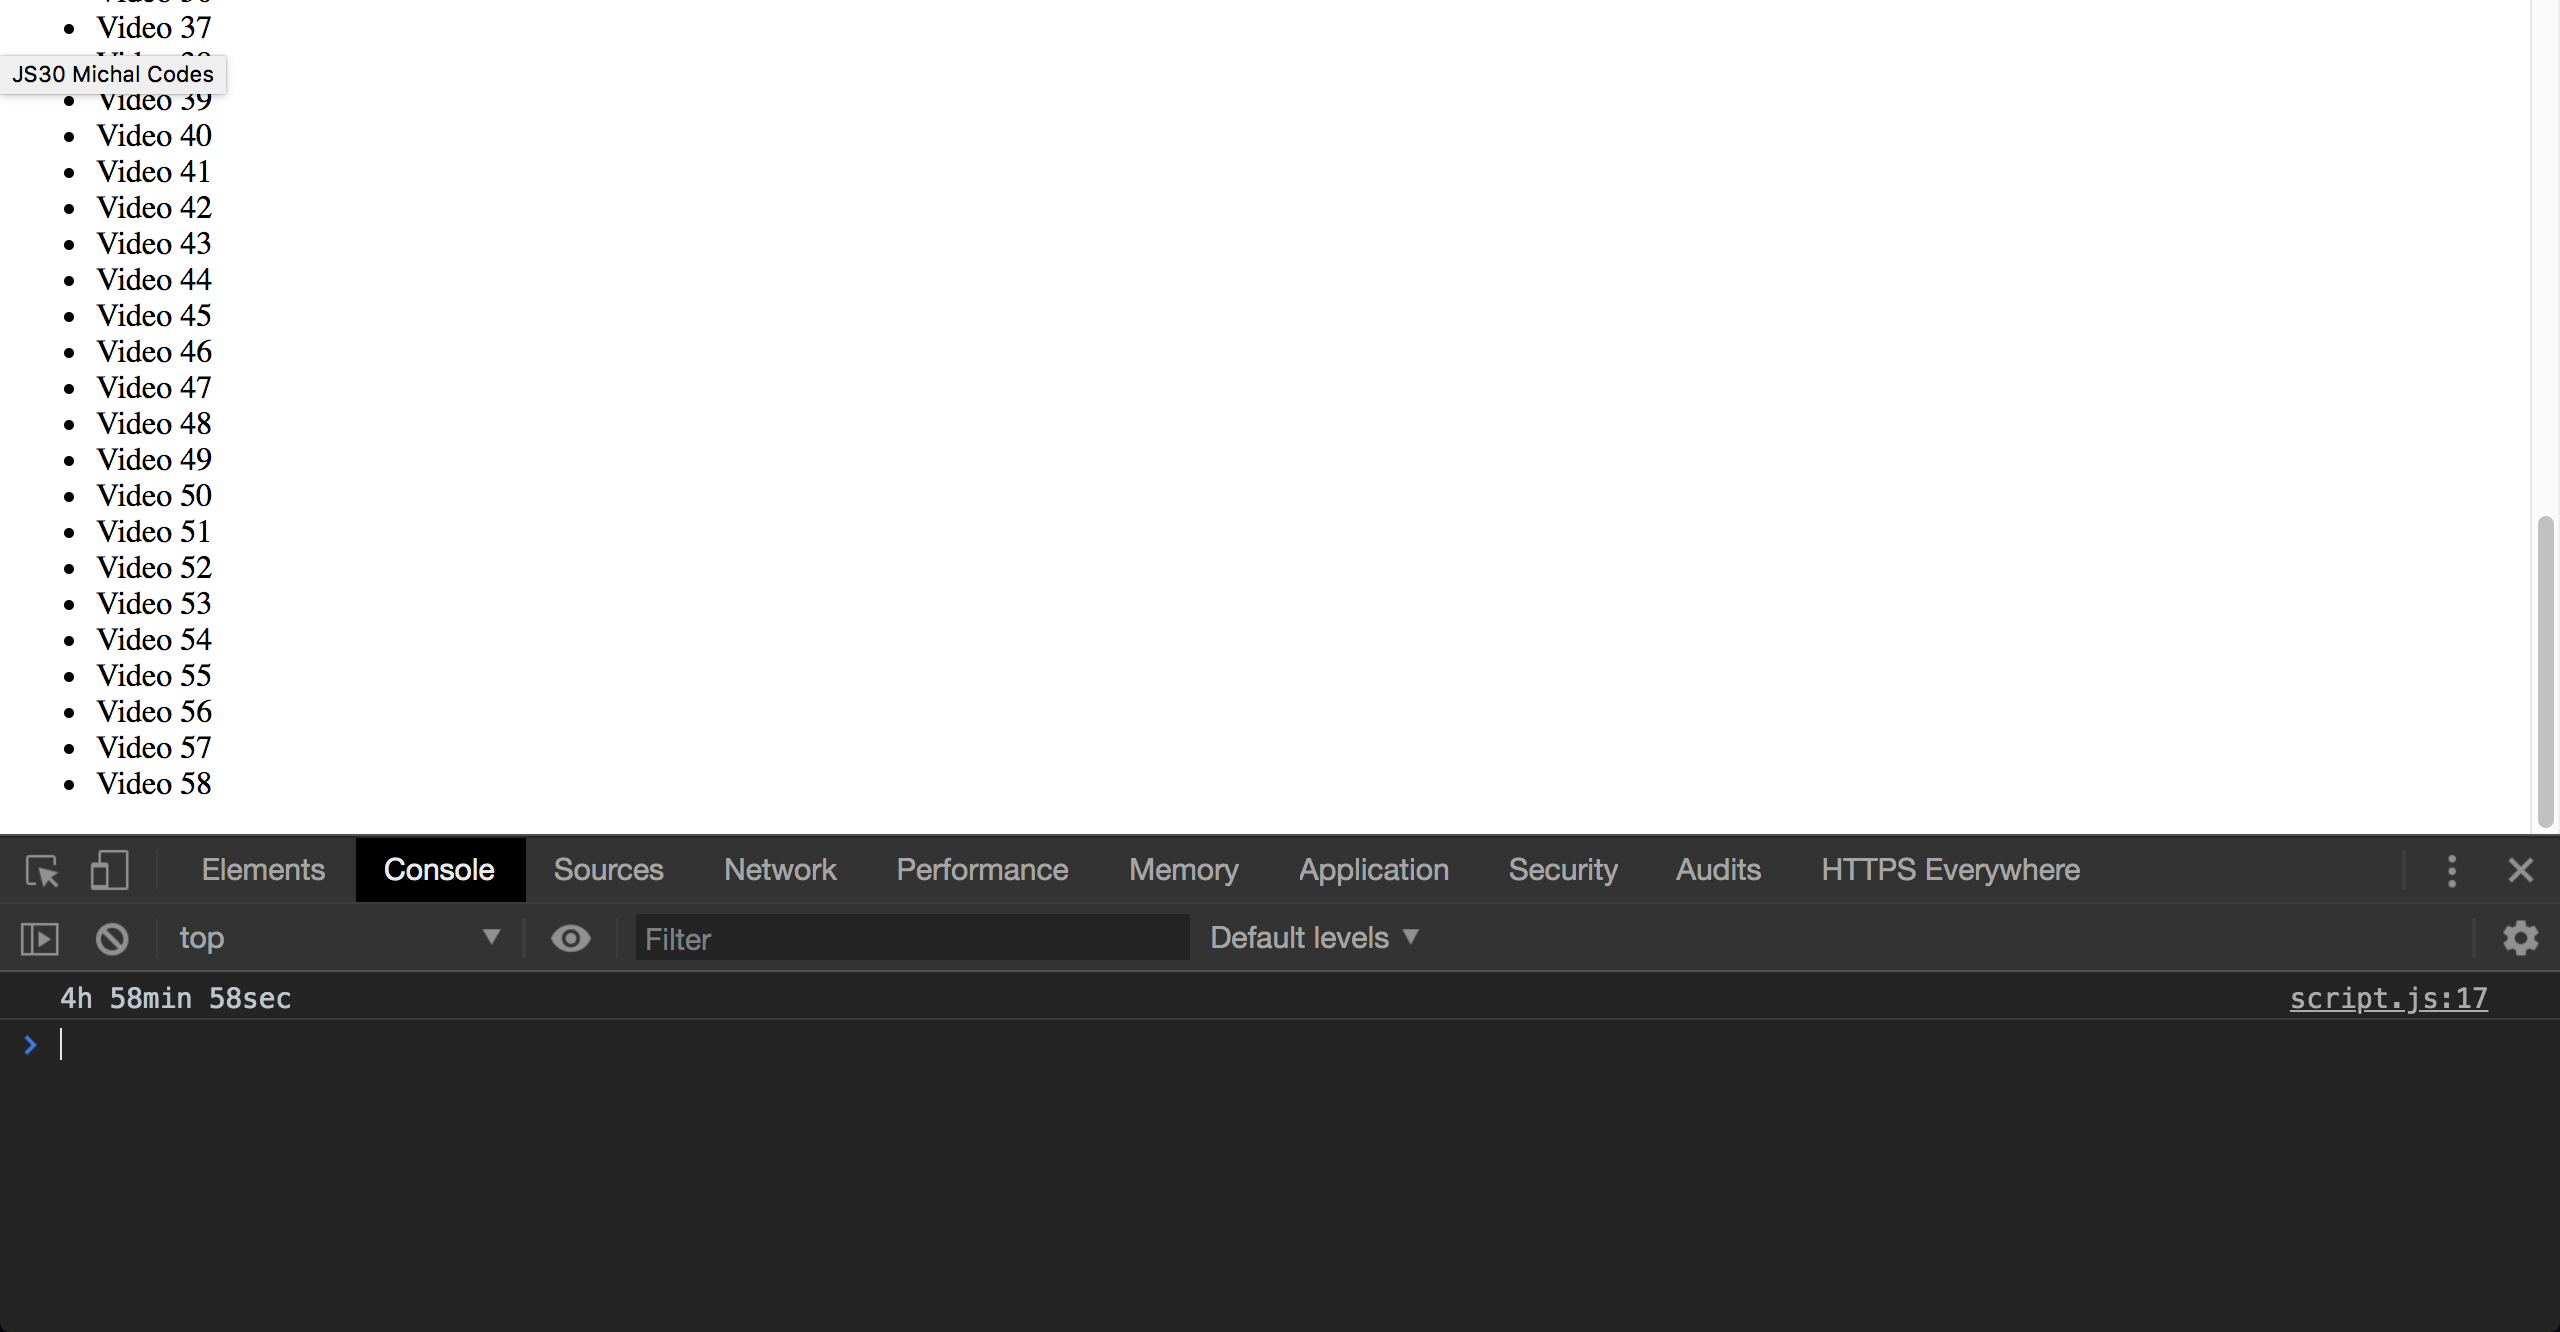 Video 37
JS30 Michal Codes
Video 39
Video 40
Video 41
Video 42
Video 43
Video 44
Video 45
Video 46
Video 47
Video 48
Video 49
Video 50
Video 51
Video 52
Video 53
Video 54
Video 55
Video 56
Video 57
Video 58
Elements Console Sources Network Performance Memory Application Security Audits HTTPS Everywhere
top Filter Default levels
4h 58min 58sec script.js:17